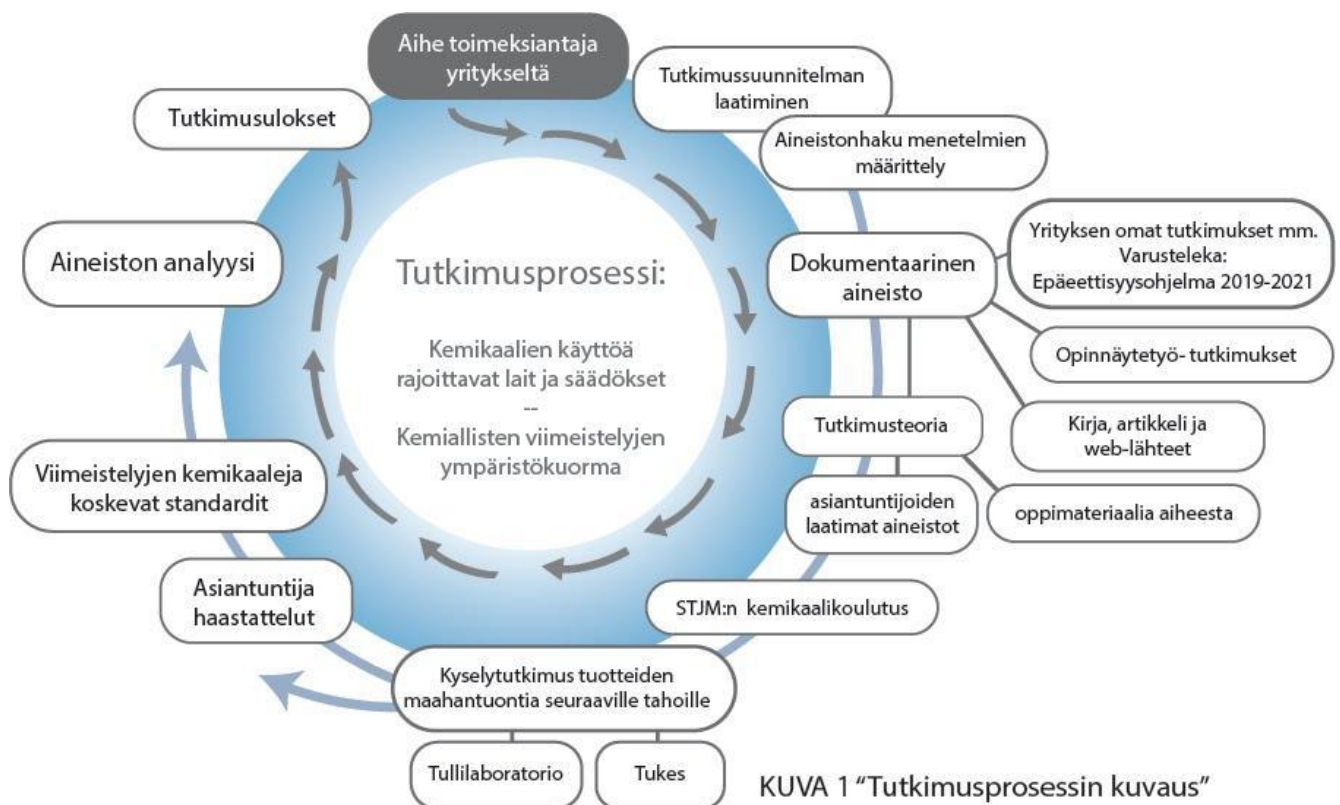 Aihe toimeksiantaja
yritykseltä
Tutkimussuunnitelman
laatiminen
Aineistonhaku menetelmien
määrittely
Dokumentaarinen
aineisto
Yrityksen omat tutkimukset mm.
Varusteleka:
Epäeettisyysohjelma 2019-2021
Opinnäytetyö- tutkimukset
Kirja, artikkeli ja
web-lähteet
Tutkimusteoria
asiantuntijoiden
laatimat aineistot
oppimateriaalia aiheesta
STJM:n kemikaalikoulutus
Kyselytutkimus tuotteiden
maahantuontia seuraaville tahoille
Tullilaboratorio
Tukes
Asiantuntija
haastattelut
Viimeistelyjen kemikaaleja
koskevat standardit
Aineiston analyysi
Tutkimusulokset
Tutkimusprosessi:
Kemikaalien käyttöä
rajoittavat lait ja säädökset
--
Kemiallisten viimeistelyjen
ympäristökuorma
KUVA 1 “Tutkimusprosessin kuvaus”